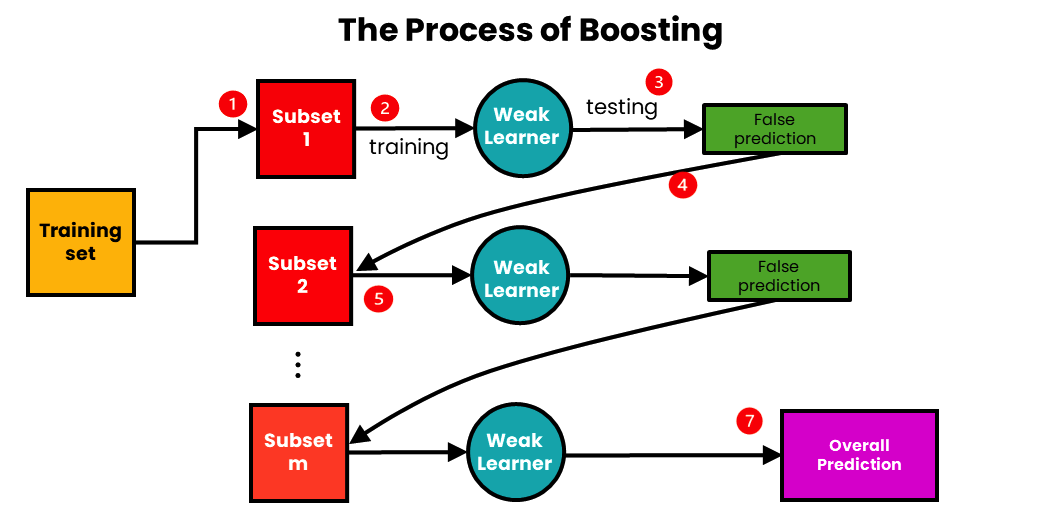 The Process of Boosting
1
Subset
1
2
training
Weak
Learner
3
testing
False
prediction
4
Training
set
Subset
2
5
Weak
Learner
False
prediction
Subset
m
Weak
Learner
7
Overall
Prediction